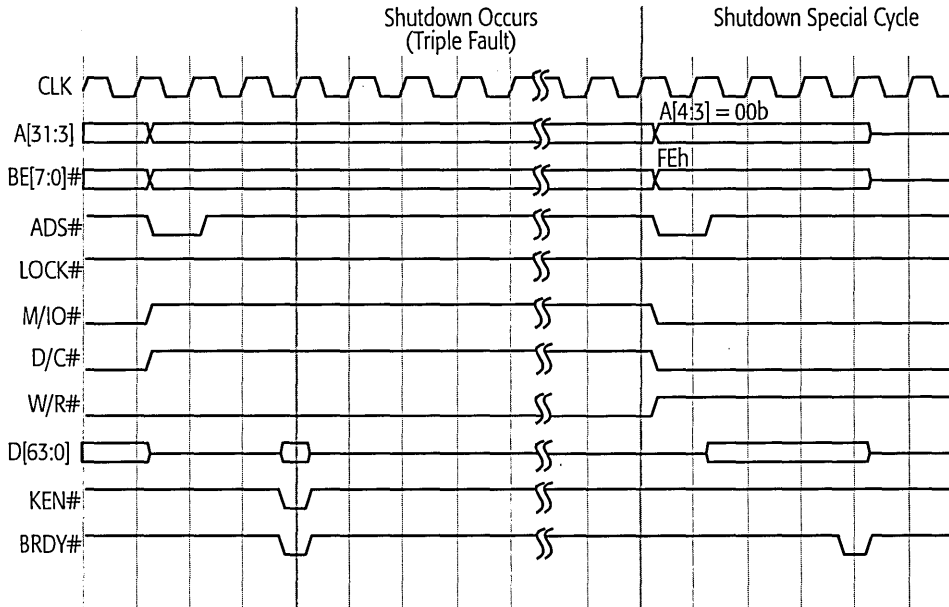 Shutdown Occurs
(Triple Fault)
Shutdown Special Cycle
CLK
A[31:3]
A[4:3] = 00b
BE[7:0]#
FEh
ADS#
LOCK#
M/IO#
D/C#
W/R#
D[63:0]
KEN#
BRDY#